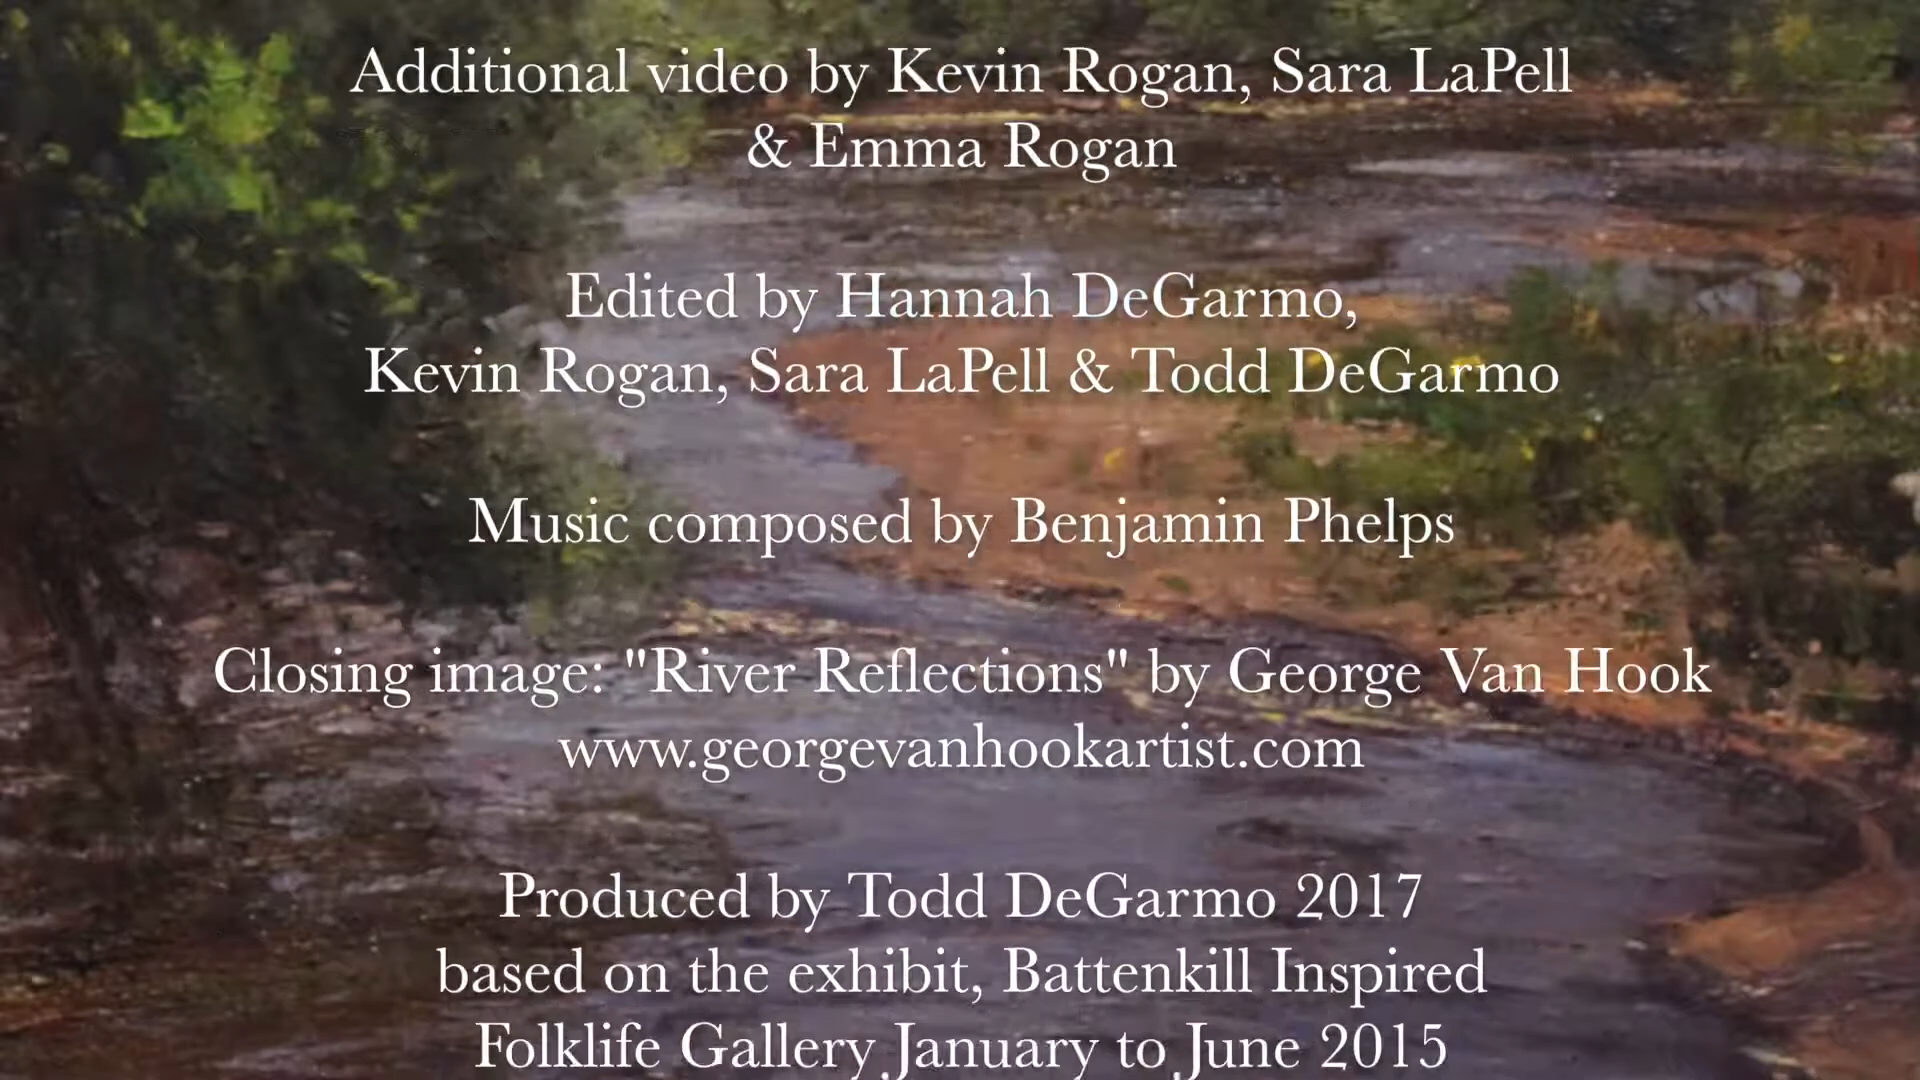 Additional video by Kevin Rogan, Sara LaPell
& Emma Rogan
Edited by Hannah DeGarmo,
Kevin Rogan, Sara LaPell & Todd DeGarmo
Music composed by Benjamin Phelps
Closing image: "River Reflections" by George Van Hook
www.georgevanhookartist.com
Produced by Todd DeGarmo 2017
based on the exhibit, Battenkill Inspired
Folklife Gallery January to June 2015